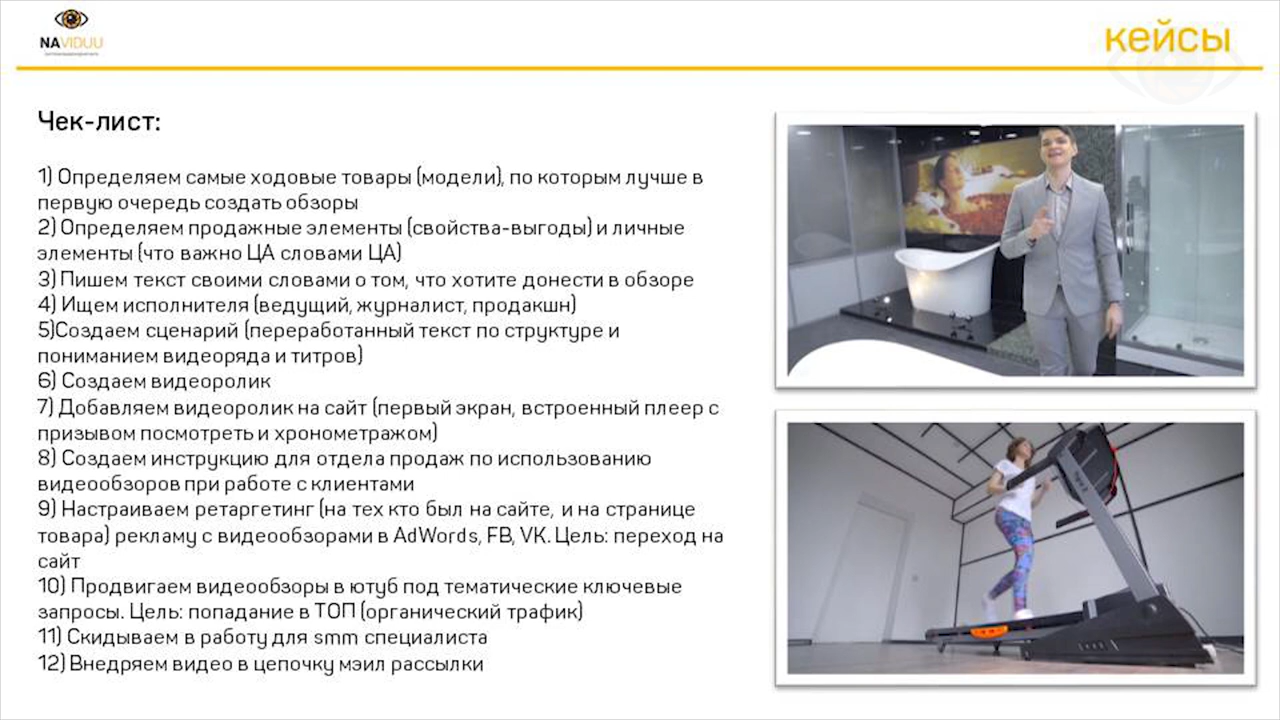 NAVIDUU
кейсы
Чек-лист:
1) Определяем самые ходовые товары (модели), по которым лучше в
первую очередь создать обзоры
2) Определяем продажные элементы (свойства-выгоды) и личные
элементы (что важно ЦА словами ЦА)
3) Пишем текст своими словами о том, что хотите донести в обзоре
4) Ищем исполнителя (ведущий, журналист, продакшн)
5)Создаем сценарий (переработанный текст по структуре и
пониманием видеоряда и титров)
6) Создаем видеоролик
7) Добавляем видеоролик на сайт (первый экран, встроенный плеер с
призывом посмотреть и хронометражом)
8) Создаем инструкцию для отдела продаж по использованию
видеообзоров при работе с клиентами
9) Настраиваем ретаргетинг (на тех кто был на сайте, и на странице
товара) рекламу с видеообзорами в AdWords, FB, VK. Цель: переход на
сайт
10) Продвигаем видеообзоры в ютуб под тематические ключевые
запросы. Цель: попадание в ТОП (органический трафик)
11) Скидываем в работу для smm специалиста
12) Внедряем видео в цепочку мэил рассылки